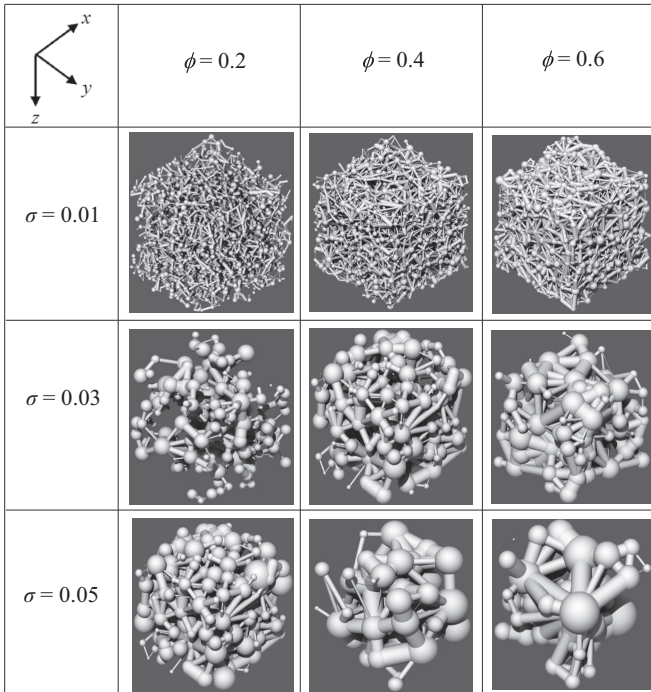 x
y
z
ϕ = 0.2
ϕ = 0.4
ϕ = 0.6
σ = 0.01
σ = 0.03
σ = 0.05